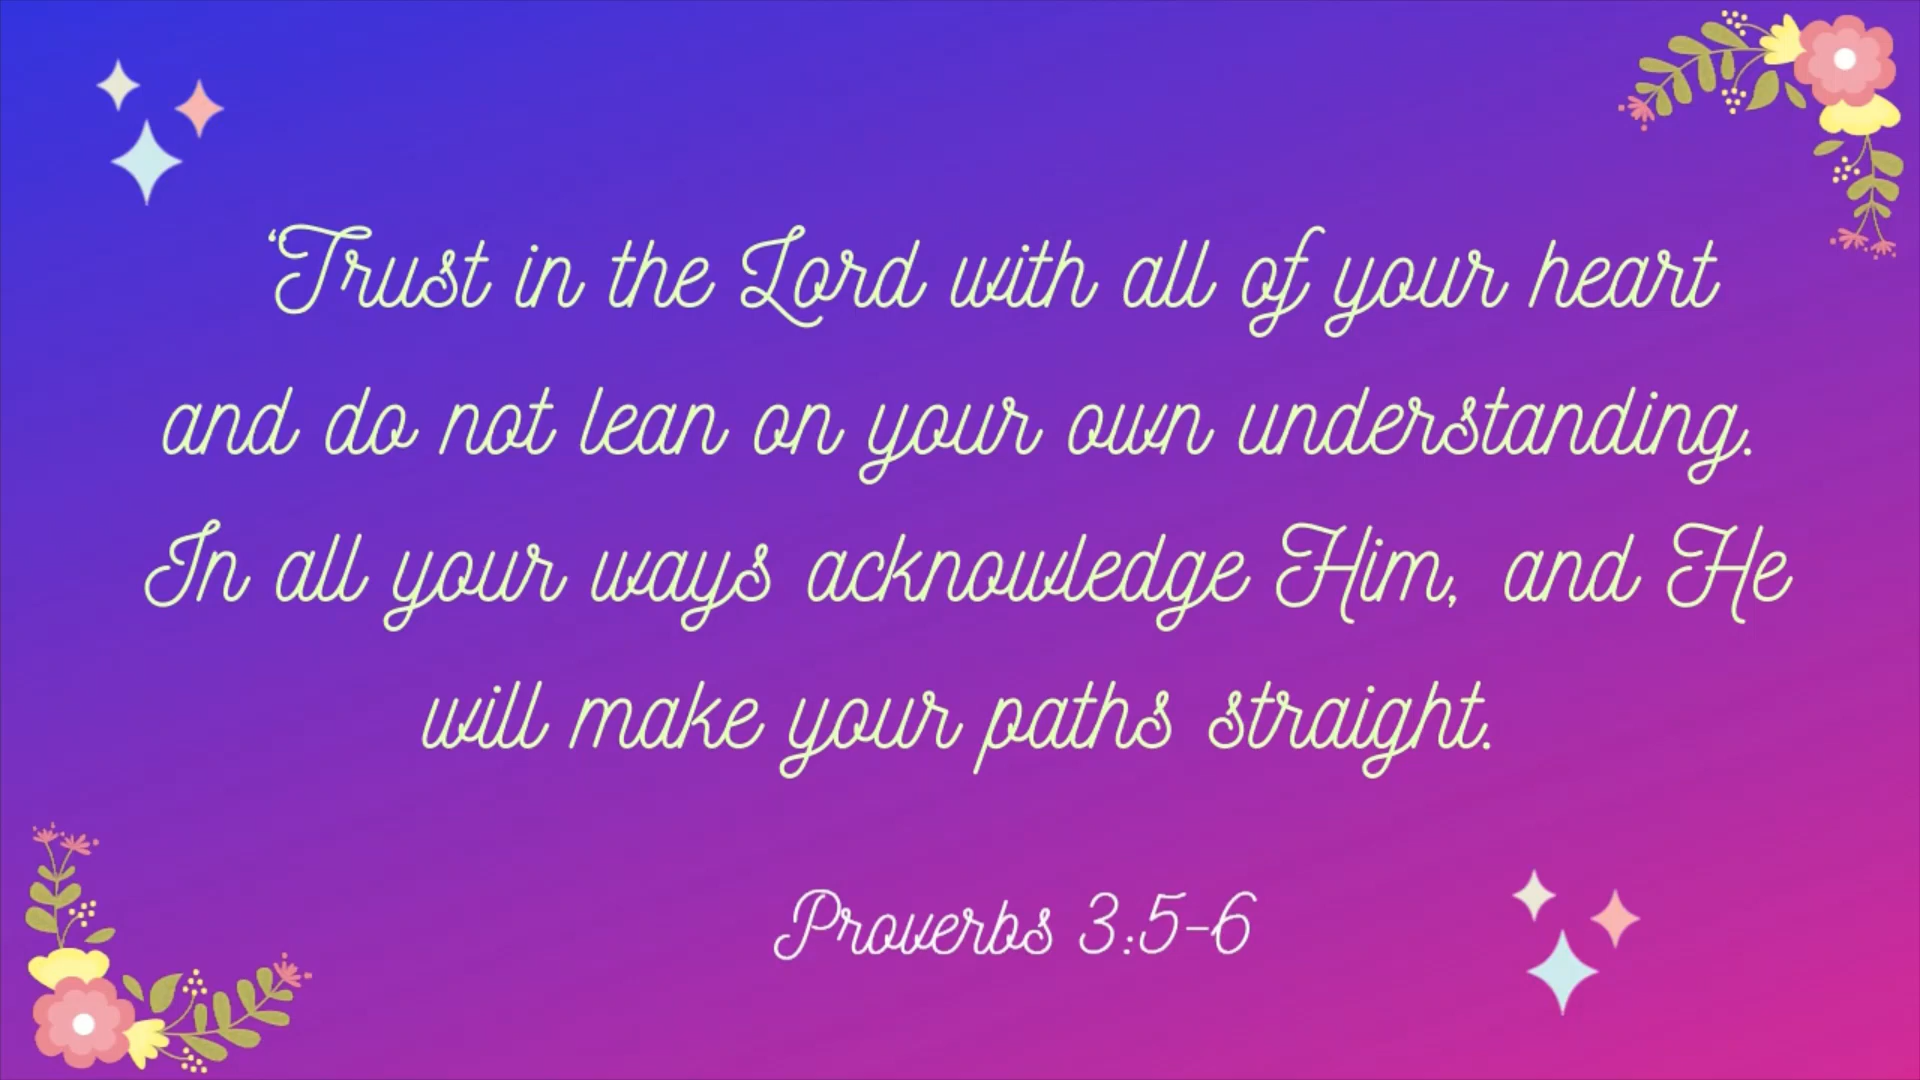 “Trust in the Lord with all of your heart
and do not lean on your own understanding.
In all your ways acknowledge Him, and He
will make your paths straight.
Proverbs 3:5-6